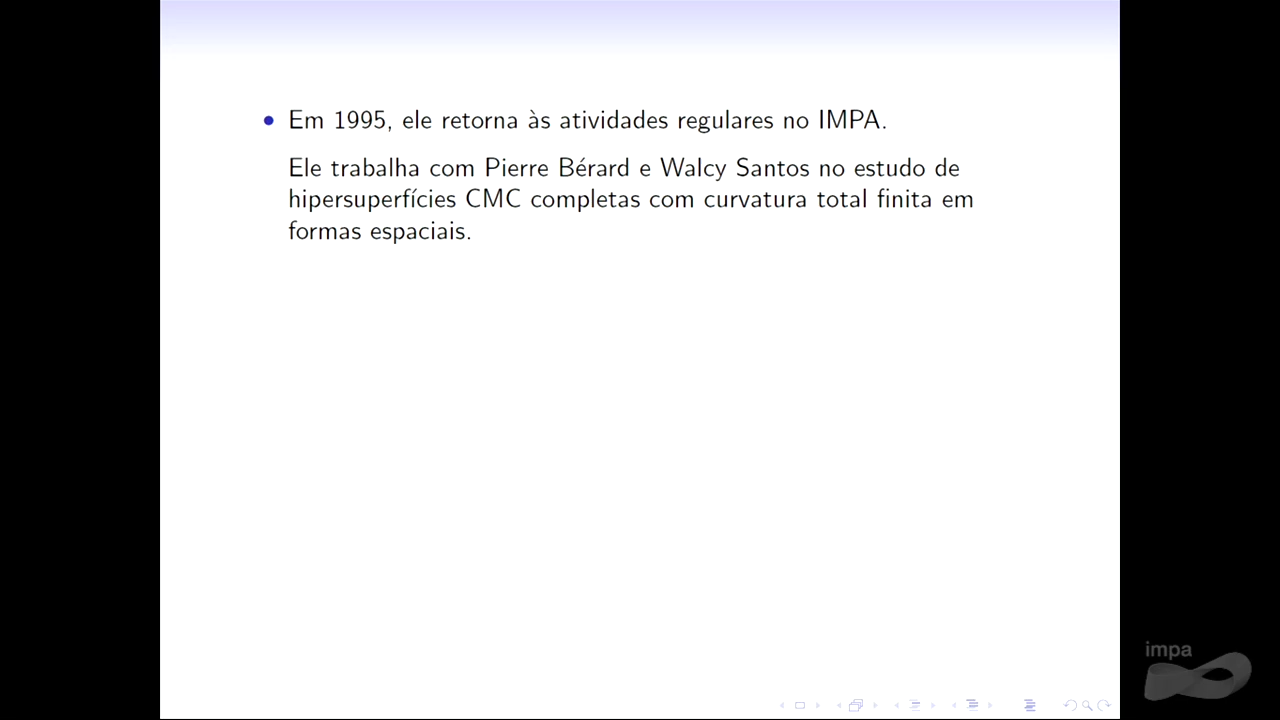 Em 1995, ele retorna às atividades regulares no IMPA.
Ele trabalha com Pierre Bérard e Walcy Santos no estudo de
hipersuperfícies CMC completas com curvatura total finita em
formas espaciais.
impa